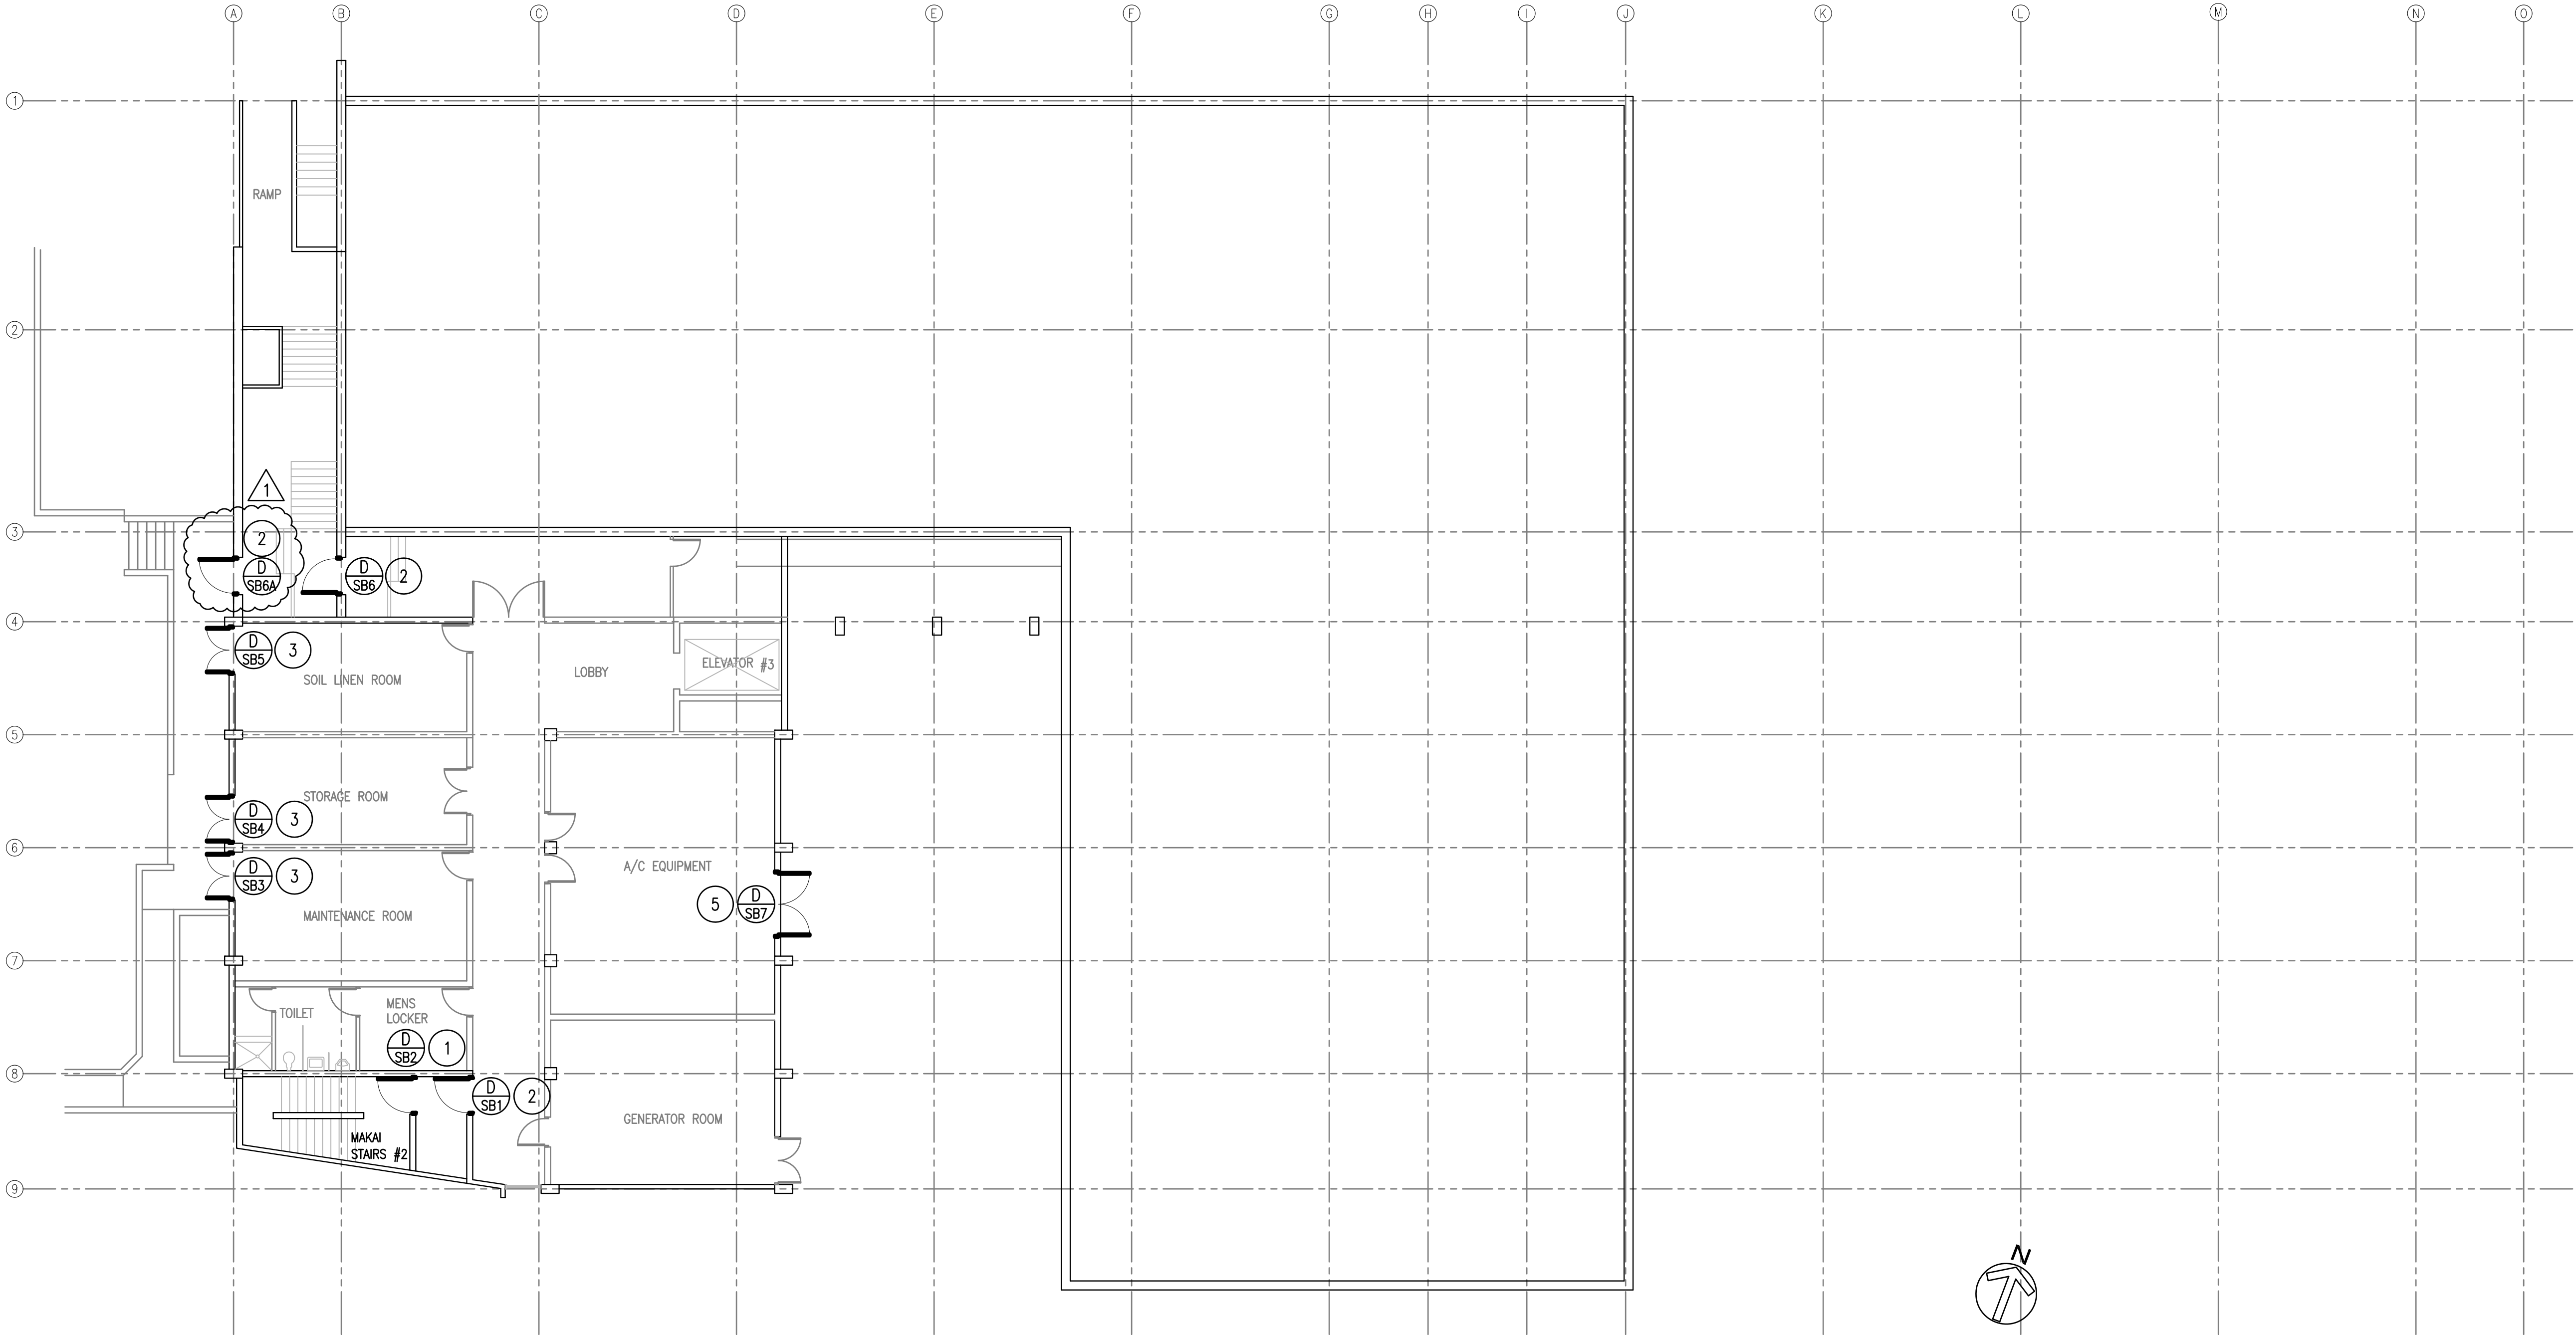 A B C D E F G H I J K L M N O
1
RAMP
2
1
3
2
D
SB6A
D
SB6
2
4
D
SB5
3
SOIL LINEN ROOM
LOBBY
ELEVATOR #3
5
STORAGE ROOM
D
SB4
3
6
D
SB3
3
A/C EQUIPMENT
MAINTENANCE ROOM
5
D
SB7
7
TOILET
MENS
LOCKER
D
SB2
1
8
D
SB1
2
GENERATOR ROOM
MAKAI
STAIRS #2
9
N